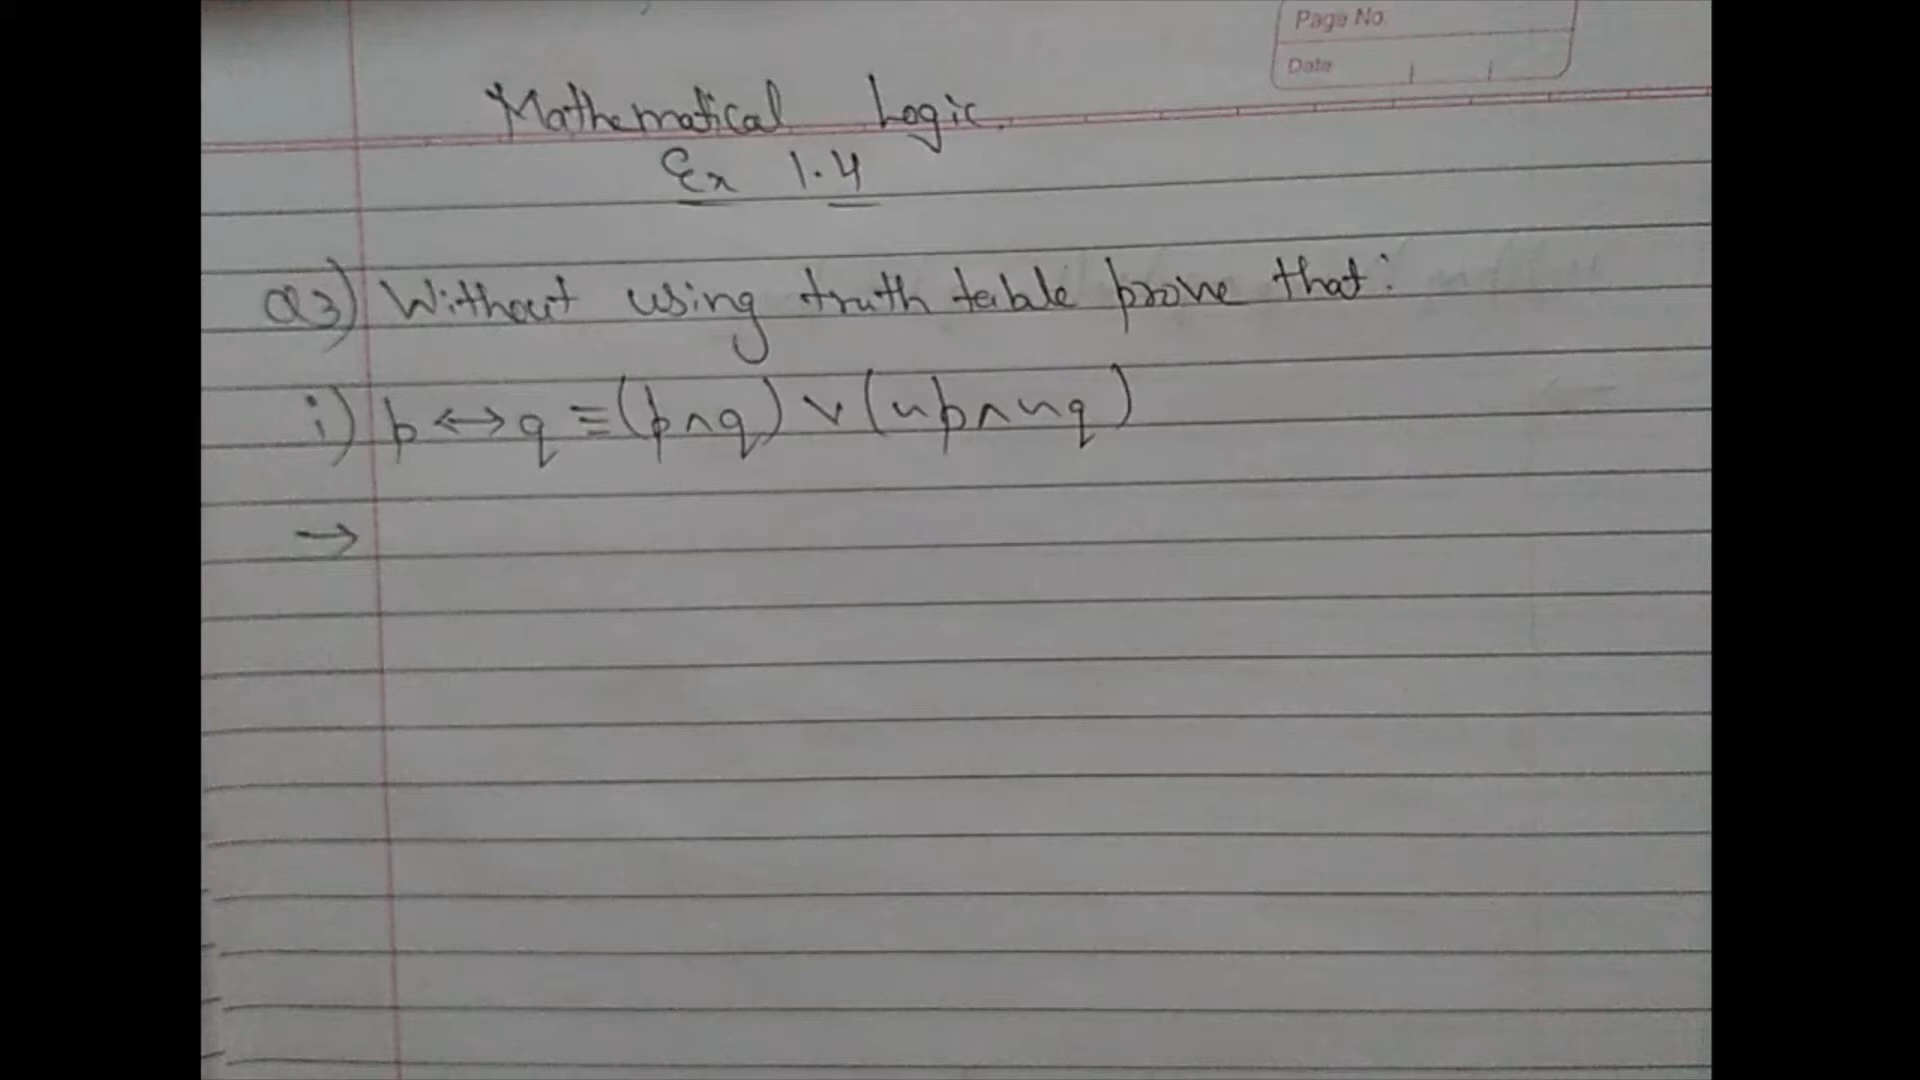 Page No.
Date
Mathematical Logic.
Ex 1.4
Q3) Without using truth table prove that:
i) p ↔ q ≡ (p ∧ q) ∨ (~p ∧ ~q)
→